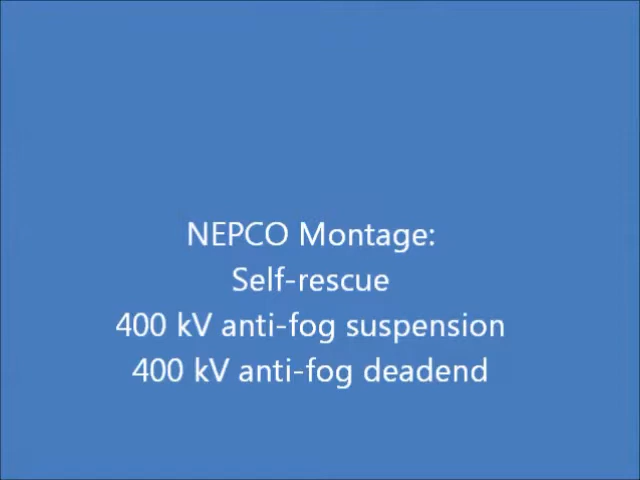 NEPCO Montage:
Self-rescue
400 kV anti-fog suspension
400 kV anti-fog deadend